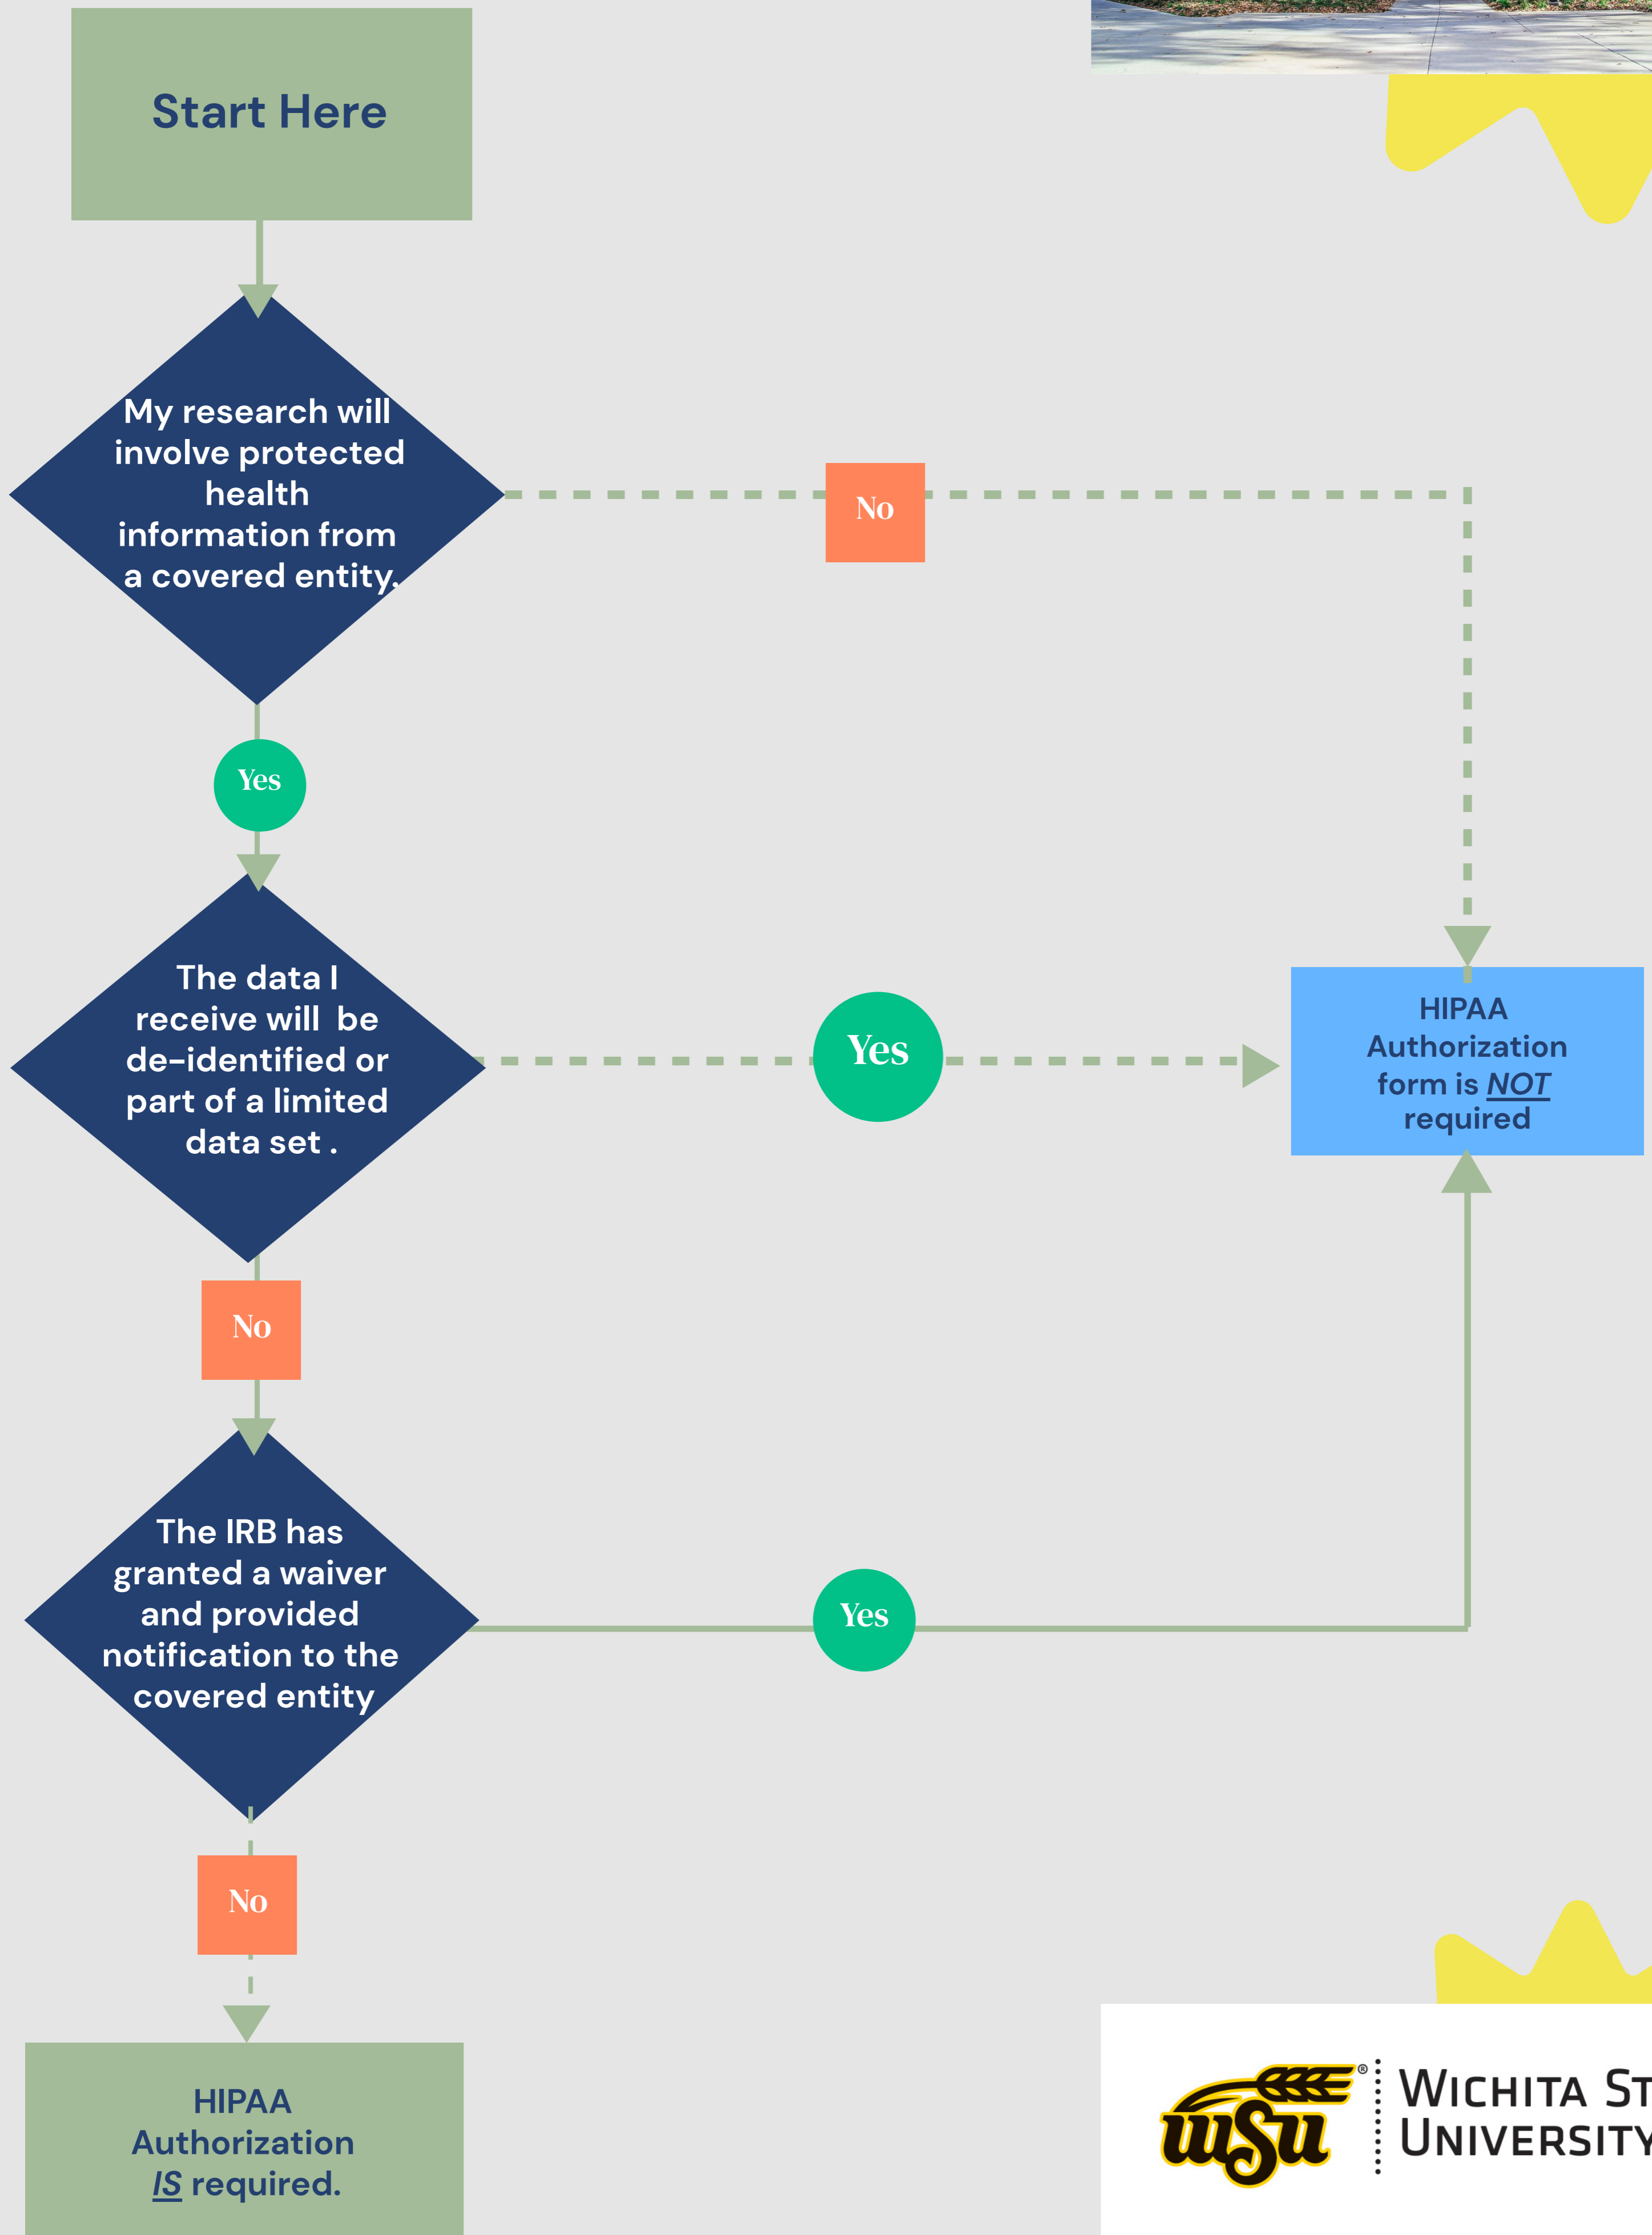 Start Here
My research will
involve protected
health
information from
a covered entity.
No
Yes
The data I
receive will be
de-identified or
part of a limited
data set .
Yes
HIPAA
Authorization
form is NOT
required
No
The IRB has
granted a waiver
and provided
notification to the
covered entity
Yes
No
HIPAA
Authorization
IS required.
wsu®
WICHITA ST
UNIVERSITY